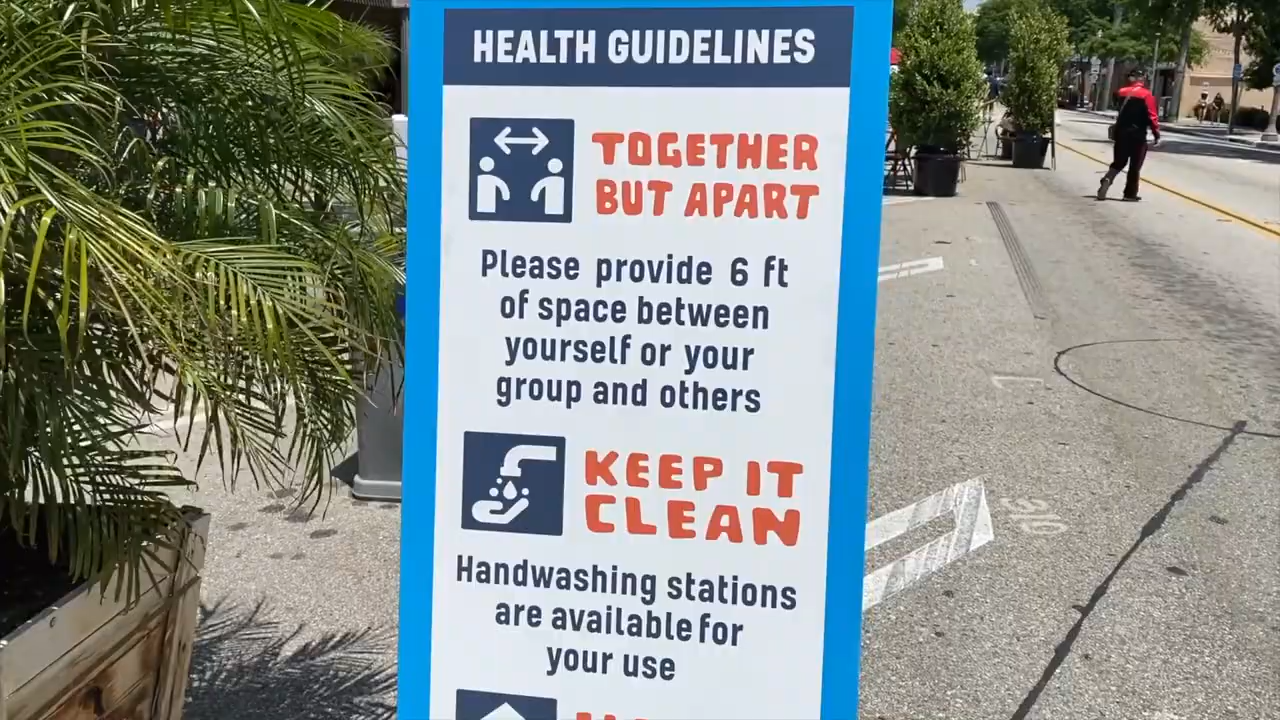 HEALTH GUIDELINES
TOGETHER
BUT APART
Please provide 6 ft
of space between
yourself or your
group and others
KEEP IT
CLEAN
Handwashing stations
are available for
your use